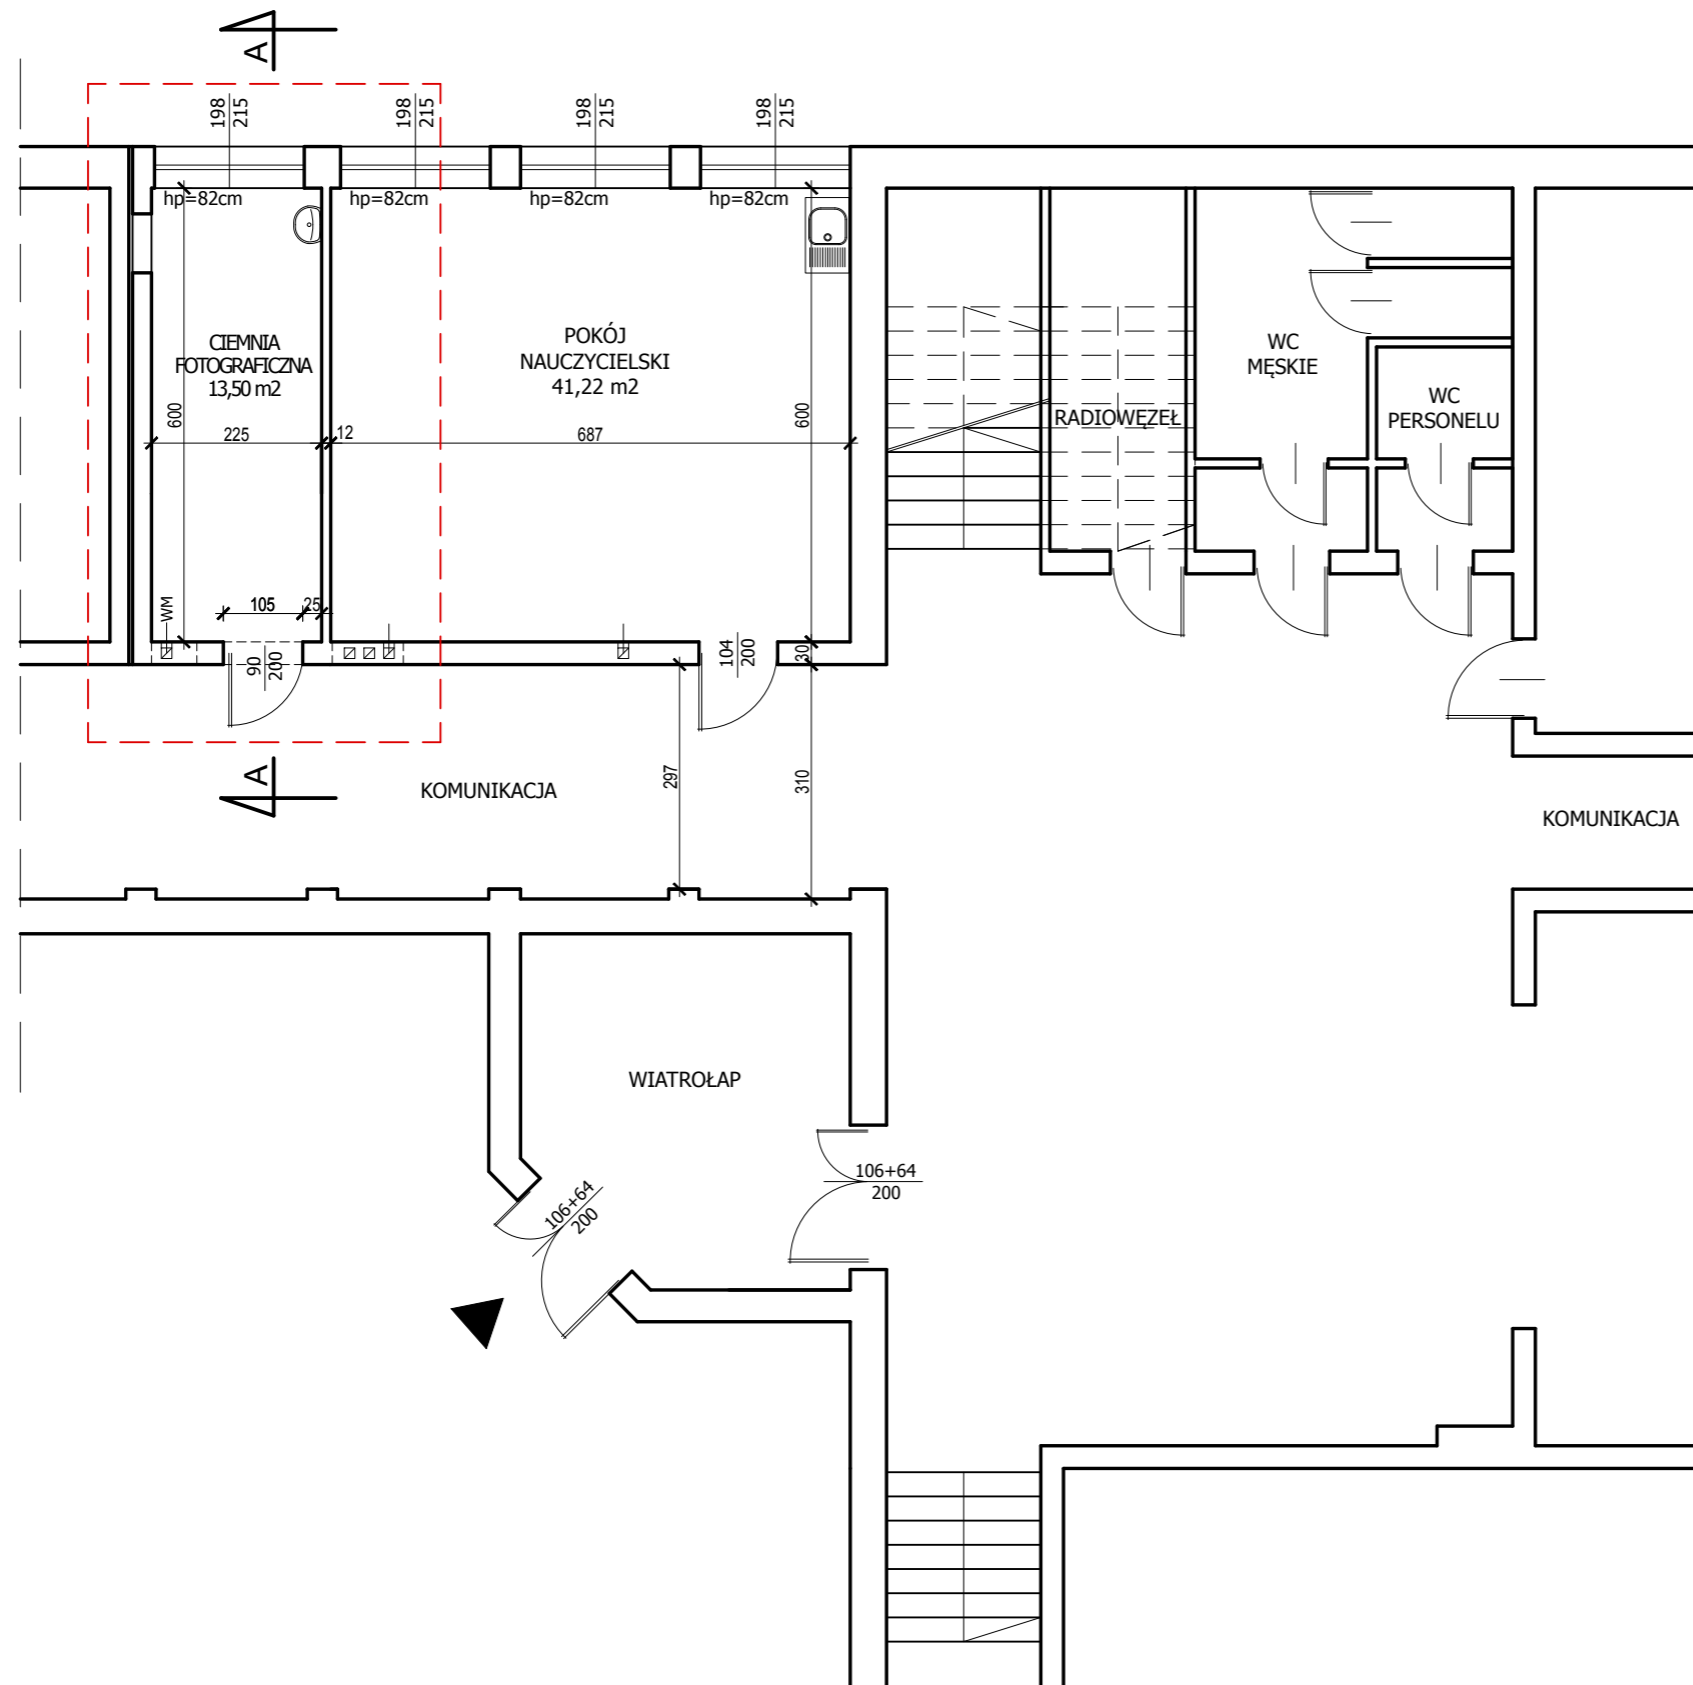 A
198
215
198
215
198
215
198
215
hp=82cm
hp=82cm
hp=82cm
hp=82cm
CIEMNIA
FOTOGRAFICZNA
13,50 m2
POKÓJ
NAUCZYCIELSKI
41,22 m2
WC
MĘSKIE
WC
PERSONELU
RADIOWĘZEŁ
600
225
12
687
600
WM
105
25
90
200
104
200
30
A
KOMUNIKACJA
297
310
KOMUNIKACJA
WIATROŁAP
106+64
200
106+64
200